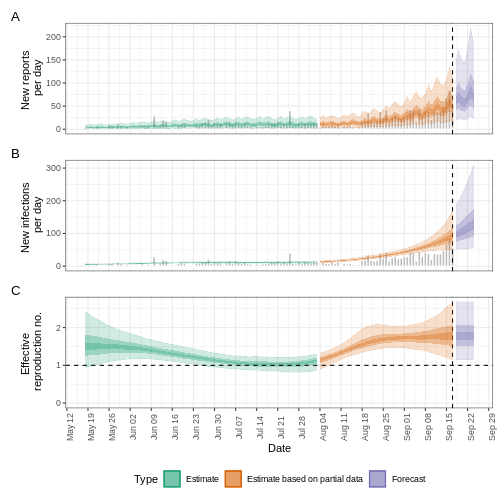 A
New reports
per day
200
150
100
50
0
B
New infections
per day
300
200
100
0
C
Effective
reproduction no.
2
1
0
May 12
May 19
May 26
Jun 02
Jun 09
Jun 16
Jun 23
Jun 30
Jul 07
Jul 14
Jul 21
Jul 28
Aug 04
Aug 11
Aug 18
Aug 25
Sep 01
Sep 08
Sep 15
Sep 22
Sep 29
Date
Type Estimate Estimate based on partial data Forecast